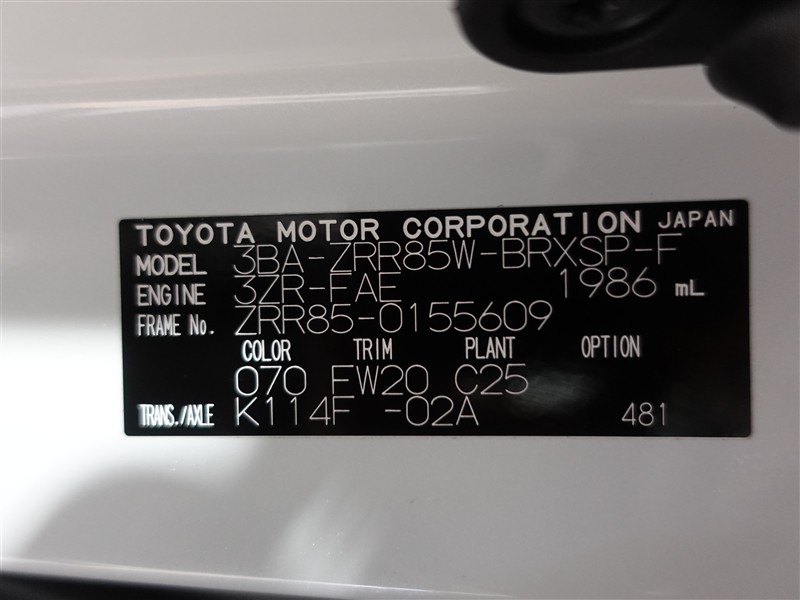 TOYOTA MOTOR CORPORATION JAPAN
MODEL 3BA-ZRR85W-BRXSP-F
ENGINE 3ZR-FAE 1986 mL
FRAME No. ZRR85-0155609
COLOR TRIM PLANT OPTION
070 FW20 C25
TRANS./AXLE K114F -02A 481